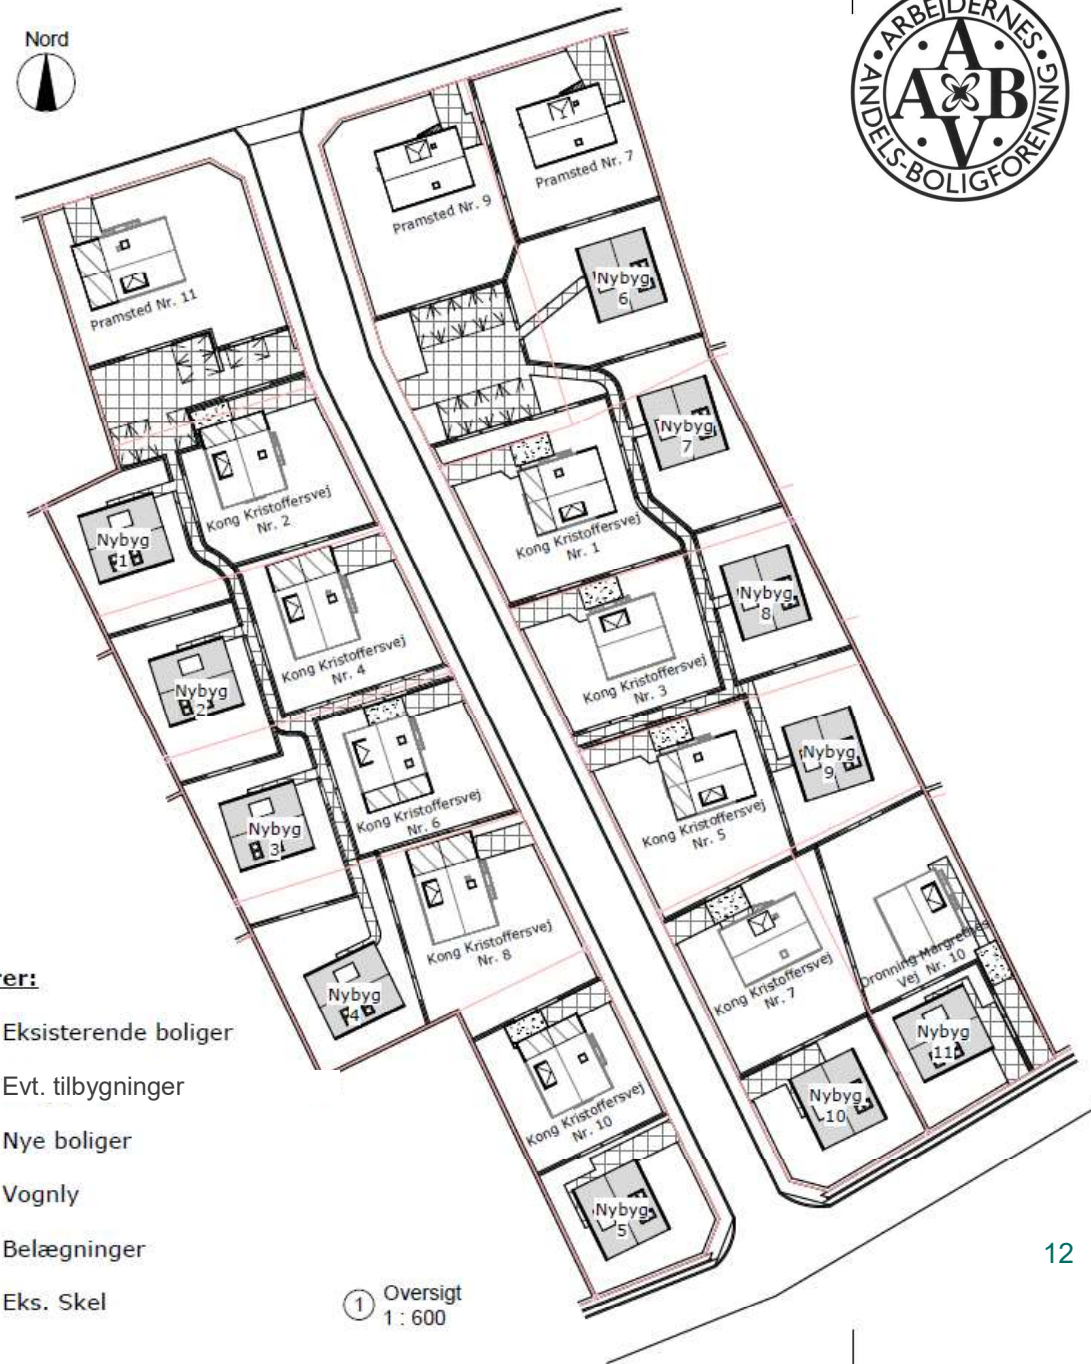 Nord
ARBEJDERNES
ANDELS-BOLIGFORENING
A
A B
V
Pramsted Nr. 7
Pramsted Nr. 9
Pramsted Nr. 11
Nybyg
6
Nybyg
7
Kong Kristoffersvej
Nr. 2
Kong Kristoffersvej
Nr. 1
Nybyg
1
Nybyg
8
Kong Kristoffersvej
Nr. 4
Kong Kristoffersvej
Nr. 3
Nybyg
2
Nybyg
9
Kong Kristoffersvej
Nr. 6
Kong Kristoffersvej
Nr. 5
Nybyg
3
Kong Kristoffersvej
Nr. 8
Kong Kristoffersvej
Nr. 7
Dronning Margrethes
Vej Nr. 10
Nybyg
4
Nybyg
11
Nybyg
10
Kong Kristoffersvej
Nr. 10
Nybyg
5
rer:
Eksisterende boliger
Evt. tilbygninger
Nye boliger
Vognly
Belægninger
Eks. Skel
1 Oversigt
1 : 600
12